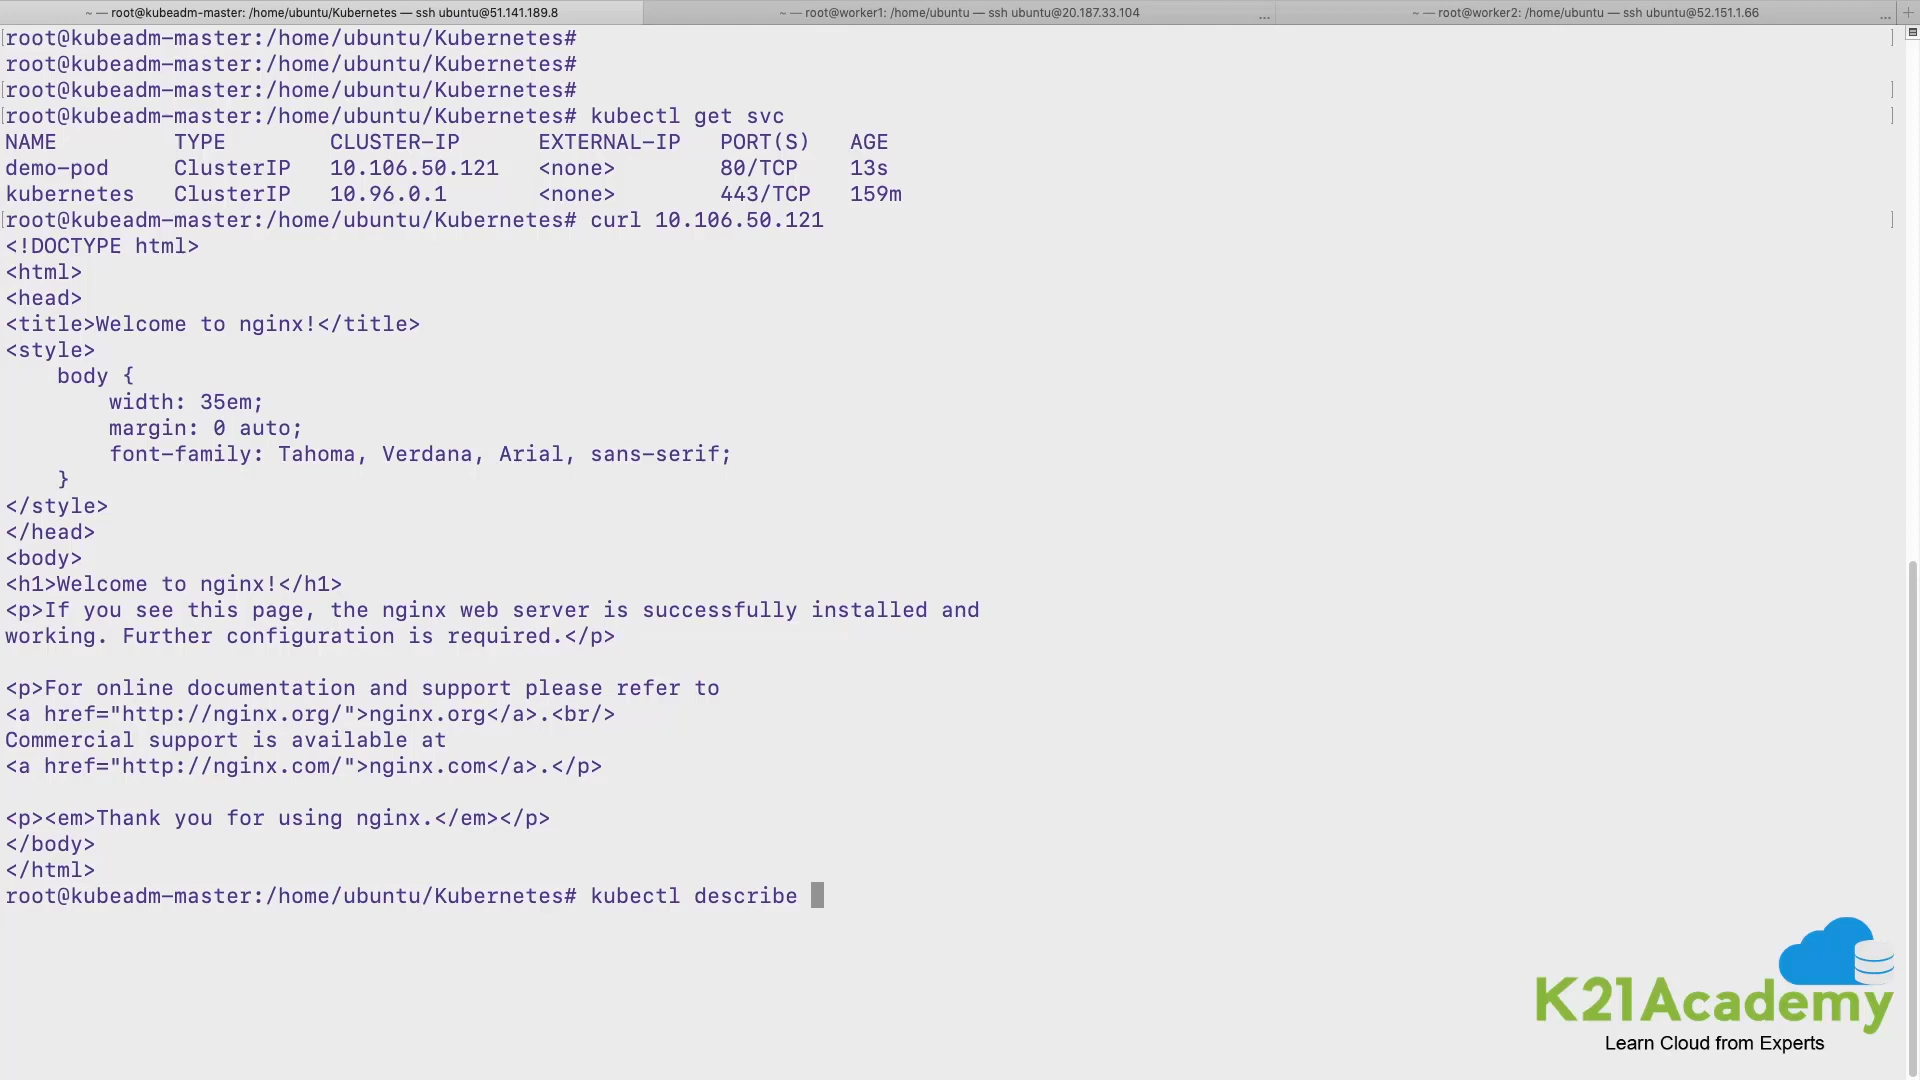 ~ — root@kubeadm-master: /home/ubuntu/Kubernetes — ssh ubuntu@51.141.189.8
~ — root@worker1: /home/ubuntu — ssh ubuntu@20.187.33.104 ...
~ — root@worker2: /home/ubuntu — ssh ubuntu@52.151.1.66 ... +
[root@kubeadm-master:/home/ubuntu/Kubernetes# ]
root@kubeadm-master:/home/ubuntu/Kubernetes#
[root@kubeadm-master:/home/ubuntu/Kubernetes# ]
[root@kubeadm-master:/home/ubuntu/Kubernetes# kubectl get svc ]
NAME         TYPE        CLUSTER-IP      EXTERNAL-IP   PORT(S)   AGE
demo-pod     ClusterIP   10.106.50.121   <none>        80/TCP    13s
kubernetes   ClusterIP   10.96.0.1       <none>        443/TCP   159m
[root@kubeadm-master:/home/ubuntu/Kubernetes# curl 10.106.50.121 ]
<!DOCTYPE html>
<html>
<head>
<title>Welcome to nginx!</title>
<style>
    body {
        width: 35em;
        margin: 0 auto;
        font-family: Tahoma, Verdana, Arial, sans-serif;
    }
</style>
</head>
<body>
<h1>Welcome to nginx!</h1>
<p>If you see this page, the nginx web server is successfully installed and
working. Further configuration is required.</p>

<p>For online documentation and support please refer to
<a href="http://nginx.org/">nginx.org</a>.<br/>
Commercial support is available at
<a href="http://nginx.com/">nginx.com</a>.</p>

<p><em>Thank you for using nginx.</em></p>
</body>
</html>
root@kubeadm-master:/home/ubuntu/Kubernetes# kubectl describe
K21Academy
Learn Cloud from Experts